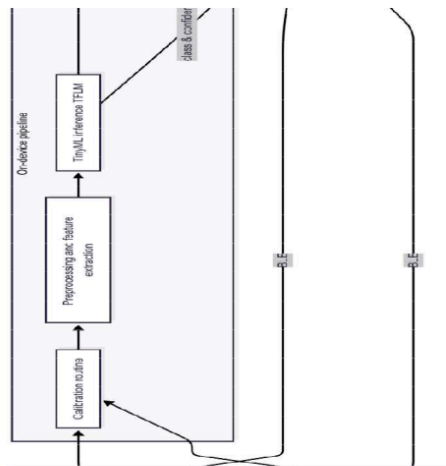 On-device pipeline
TinyML inference TFLM
class & confiden
Preprocessing and feature
extraction
Calibration routine
BLE
BLE